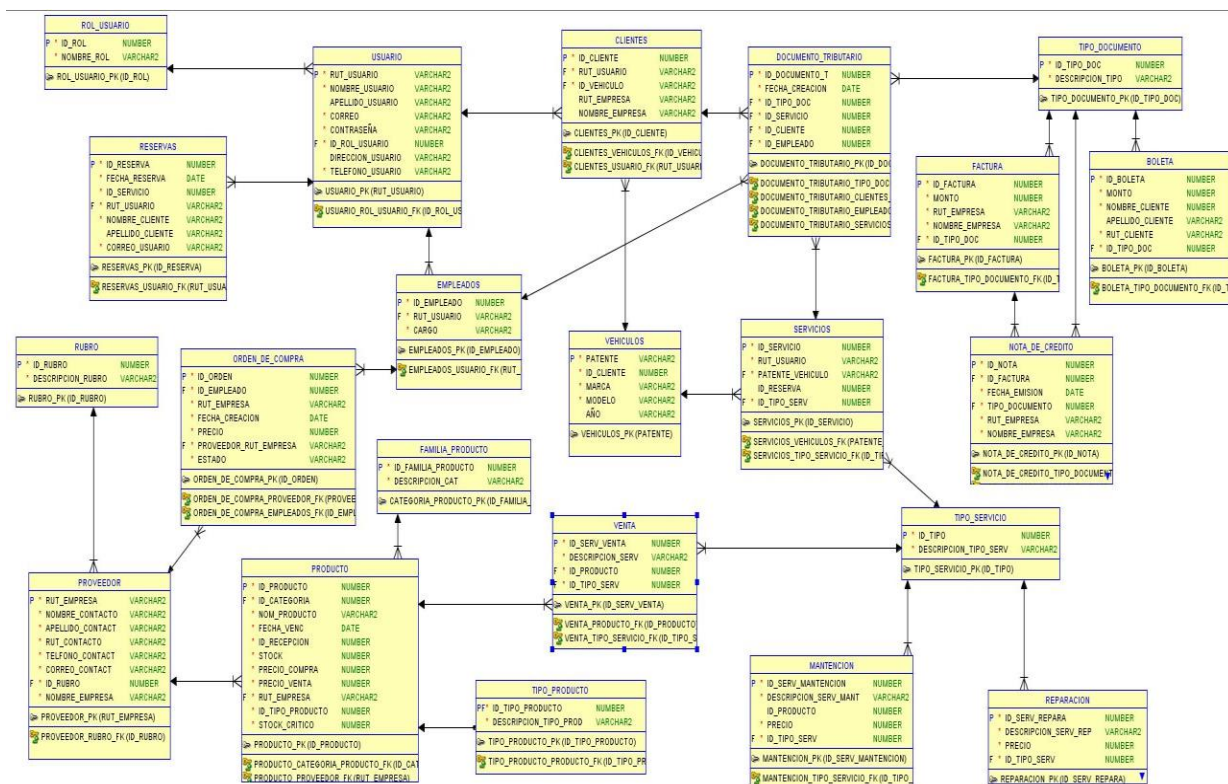 ROL_USUARIO
P * ID_ROL NUMBER
* NOMBRE_ROL VARCHAR2
ROL_USUARIO_PK (ID_ROL)
USUARIO
P * RUT_USUARIO VARCHAR2
* NOMBRE_USUARIO VARCHAR2
APELLIDO_USUARIO VARCHAR2
* CORREO VARCHAR2
* CONTRASEÑA VARCHAR2
F * ID_ROL_USUARIO NUMBER
DIRECCION_USUARIO VARCHAR2
* TELEFONO_USUARIO VARCHAR2
USUARIO_PK (RUT_USUARIO)
USUARIO_ROL_USUARIO_FK (ID_ROL_US
CLIENTES
P * ID_CLIENTE NUMBER
F * RUT_USUARIO VARCHAR2
F * ID_VEHICULO VARCHAR2
RUT_EMPRESA VARCHAR2
NOMBRE_EMPRESA VARCHAR2
CLIENTES_PK (ID_CLIENTE)
CLIENTES_VEHICULOS_FK (ID_VEHICU
CLIENTES_USUARIO_FK (RUT_USUARI
DOCUMENTO_TRIBUTARIO
P * ID_DOCUMENTO_T NUMBER
* FECHA_CREACION DATE
F * ID_TIPO_DOC NUMBER
F * ID_SERVICIO NUMBER
F * ID_CLIENTE NUMBER
F * ID_EMPLEADO NUMBER
DOCUMENTO_TRIBUTARIO_PK (ID_DOC
DOCUMENTO_TRIBUTARIO_TIPO_DOC
DOCUMENTO_TRIBUTARIO_CLIENTES_
DOCUMENTO_TRIBUTARIO_EMPLEAD
DOCUMENTO_TRIBUTARIO_SERVICIOS
TIPO_DOCUMENTO
P * ID_TIPO_DOC NUMBER
* DESCRIPCION_TIPO VARCHAR2
TIPO_DOCUMENTO_PK (ID_TIPO_DOC)
RESERVAS
P * ID_RESERVA NUMBER
* FECHA_RESERVA DATE
* ID_SERVICIO NUMBER
F * RUT_USUARIO VARCHAR2
* NOMBRE_CLIENTE VARCHAR2
APELLIDO_CLIENTE VARCHAR2
* CORREO_USUARIO VARCHAR2
RESERVAS_PK (ID_RESERVA)
RESERVAS_USUARIO_FK (RUT_USUA
FACTURA
P * ID_FACTURA NUMBER
* MONTO NUMBER
* RUT_EMPRESA VARCHAR2
* NOMBRE_EMPRESA VARCHAR2
F * ID_TIPO_DOC NUMBER
FACTURA_PK (ID_FACTURA)
FACTURA_TIPO_DOCUMENTO_FK (ID_T
BOLETA
P * ID_BOLETA NUMBER
* MONTO NUMBER
* NOMBRE_CLIENTE NUMBER
APELLIDO_CLIENTE VARCHAR2
* RUT_CLIENTE VARCHAR2
F * ID_TIPO_DOC NUMBER
BOLETA_PK (ID_BOLETA)
BOLETA_TIPO_DOCUMENTO_FK (ID_T
EMPLEADOS
P * ID_EMPLEADO NUMBER
F * RUT_USUARIO VARCHAR2
* CARGO VARCHAR2
EMPLEADOS_PK (ID_EMPLEADO)
EMPLEADOS_USUARIO_FK (RUT_
RUBRO
P * ID_RUBRO NUMBER
* DESCRIPCION_RUBRO VARCHAR2
RUBRO_PK (ID_RUBRO)
ORDEN_DE_COMPRA
P * ID_ORDEN NUMBER
F * ID_EMPLEADO NUMBER
* RUT_EMPRESA VARCHAR2
* FECHA_CREACION DATE
* PRECIO NUMBER
F * PROVEEDOR_RUT_EMPRESA VARCHAR2
* ESTADO VARCHAR2
ORDEN_DE_COMPRA_PK (ID_ORDEN)
ORDEN_DE_COMPRA_PROVEEDOR_FK (PROVEE
ORDEN_DE_COMPRA_EMPLEADOS_FK (ID_EMPL
VEHICULOS
P * PATENTE VARCHAR2
* ID_CLIENTE NUMBER
* MARCA VARCHAR2
* MODELO VARCHAR2
AÑO VARCHAR2
VEHICULOS_PK (PATENTE)
SERVICIOS
P * ID_SERVICIO NUMBER
* RUT_USUARIO VARCHAR2
F * PATENTE_VEHICULO VARCHAR2
ID_RESERVA NUMBER
F * ID_TIPO_SERV NUMBER
SERVICIOS_PK (ID_SERVICIO)
SERVICIOS_VEHICULOS_FK (PATENTE
SERVICIOS_TIPO_SERVICIO_FK (ID_TIF
NOTA_DE_CREDITO
P * ID_NOTA NUMBER
F * ID_FACTURA NUMBER
* FECHA_EMISION DATE
F * TIPO_DOCUMENTO NUMBER
* RUT_EMPRESA VARCHAR2
* NOMBRE_EMPRESA VARCHAR2
NOTA_DE_CREDITO_PK (ID_NOTA)
NOTA_DE_CREDITO_TIPO_DOCUMENT
FAMILIA_PRODUCTO
P * ID_FAMILIA_PRODUCTO NUMBER
* DESCRIPCION_CAT VARCHAR2
CATEGORIA_PRODUCTO_PK (ID_FAMILIA_
VENTA
P * ID_SERV_VENTA NUMBER
* DESCRIPCION_SERV VARCHAR2
F * ID_PRODUCTO NUMBER
F * ID_TIPO_SERV NUMBER
VENTA_PK (ID_SERV_VENTA)
VENTA_PRODUCTO_FK (ID_PRODUCTO
VENTA_TIPO_SERVICIO_FK (ID_TIPO_S
TIPO_SERVICIO
P * ID_TIPO NUMBER
* DESCRIPCION_TIPO_SERV VARCHAR2
TIPO_SERVICIO_PK (ID_TIPO)
PROVEEDOR
P * RUT_EMPRESA VARCHAR2
* NOMBRE_CONTACTO VARCHAR2
* APELLIDO_CONTACT VARCHAR2
* RUT_CONTACTO VARCHAR2
* TELFONO_CONTACT VARCHAR2
* CORREO_CONTACT VARCHAR2
F * ID_RUBRO NUMBER
* NOMBRE_EMPRESA VARCHAR2
PROVEEDOR_PK (RUT_EMPRESA)
PROVEEDOR_RUBRO_FK (ID_RUBRO)
PRODUCTO
P * ID_PRODUCTO NUMBER
F * ID_CATEGORIA NUMBER
* NOM_PRODUCTO VARCHAR2
* FECHA_VENC DATE
* ID_RECEPCION NUMBER
* STOCK NUMBER
* PRECIO_COMPRA NUMBER
* PRECIO_VENTA NUMBER
F * RUT_EMPRESA VARCHAR2
* ID_TIPO_PRODUCTO NUMBER
* STOCK_CRITICO NUMBER
PRODUCTO_PK (ID_PRODUCTO)
PRODUCTO_CATEGORIA_PRODUCTO_FK (ID_CAT
PRODUCTO_PROVEEDOR_FK (RUT_EMPRESA)
TIPO_PRODUCTO
PF * ID_TIPO_PRODUCTO NUMBER
* DESCRIPCION_TIPO_PROD VARCHAR2
TIPO_PRODUCTO_PK (ID_TIPO_PRODUCTO)
TIPO_PRODUCTO_PRODUCTO_FK (ID_TIPO_PR
MANTENCION
P * ID_SERV_MANTENCION NUMBER
* DESCRIPCION_SERV_MANT VARCHAR2
ID_PRODUCTO NUMBER
* PRECIO NUMBER
F * ID_TIPO_SERV NUMBER
MANTENCION_PK (ID_SERV_MANTENCION)
MANTENCION_TIPO_SERVICIO_FK (ID_TIPO_
REPARACION
P * ID_SERV_REPARA NUMBER
* DESCRIPCION_SERV_REP VARCHAR2
* PRECIO NUMBER
F * ID_TIPO_SERV NUMBER
REPARACION_PK (ID_SERV_REPARA)